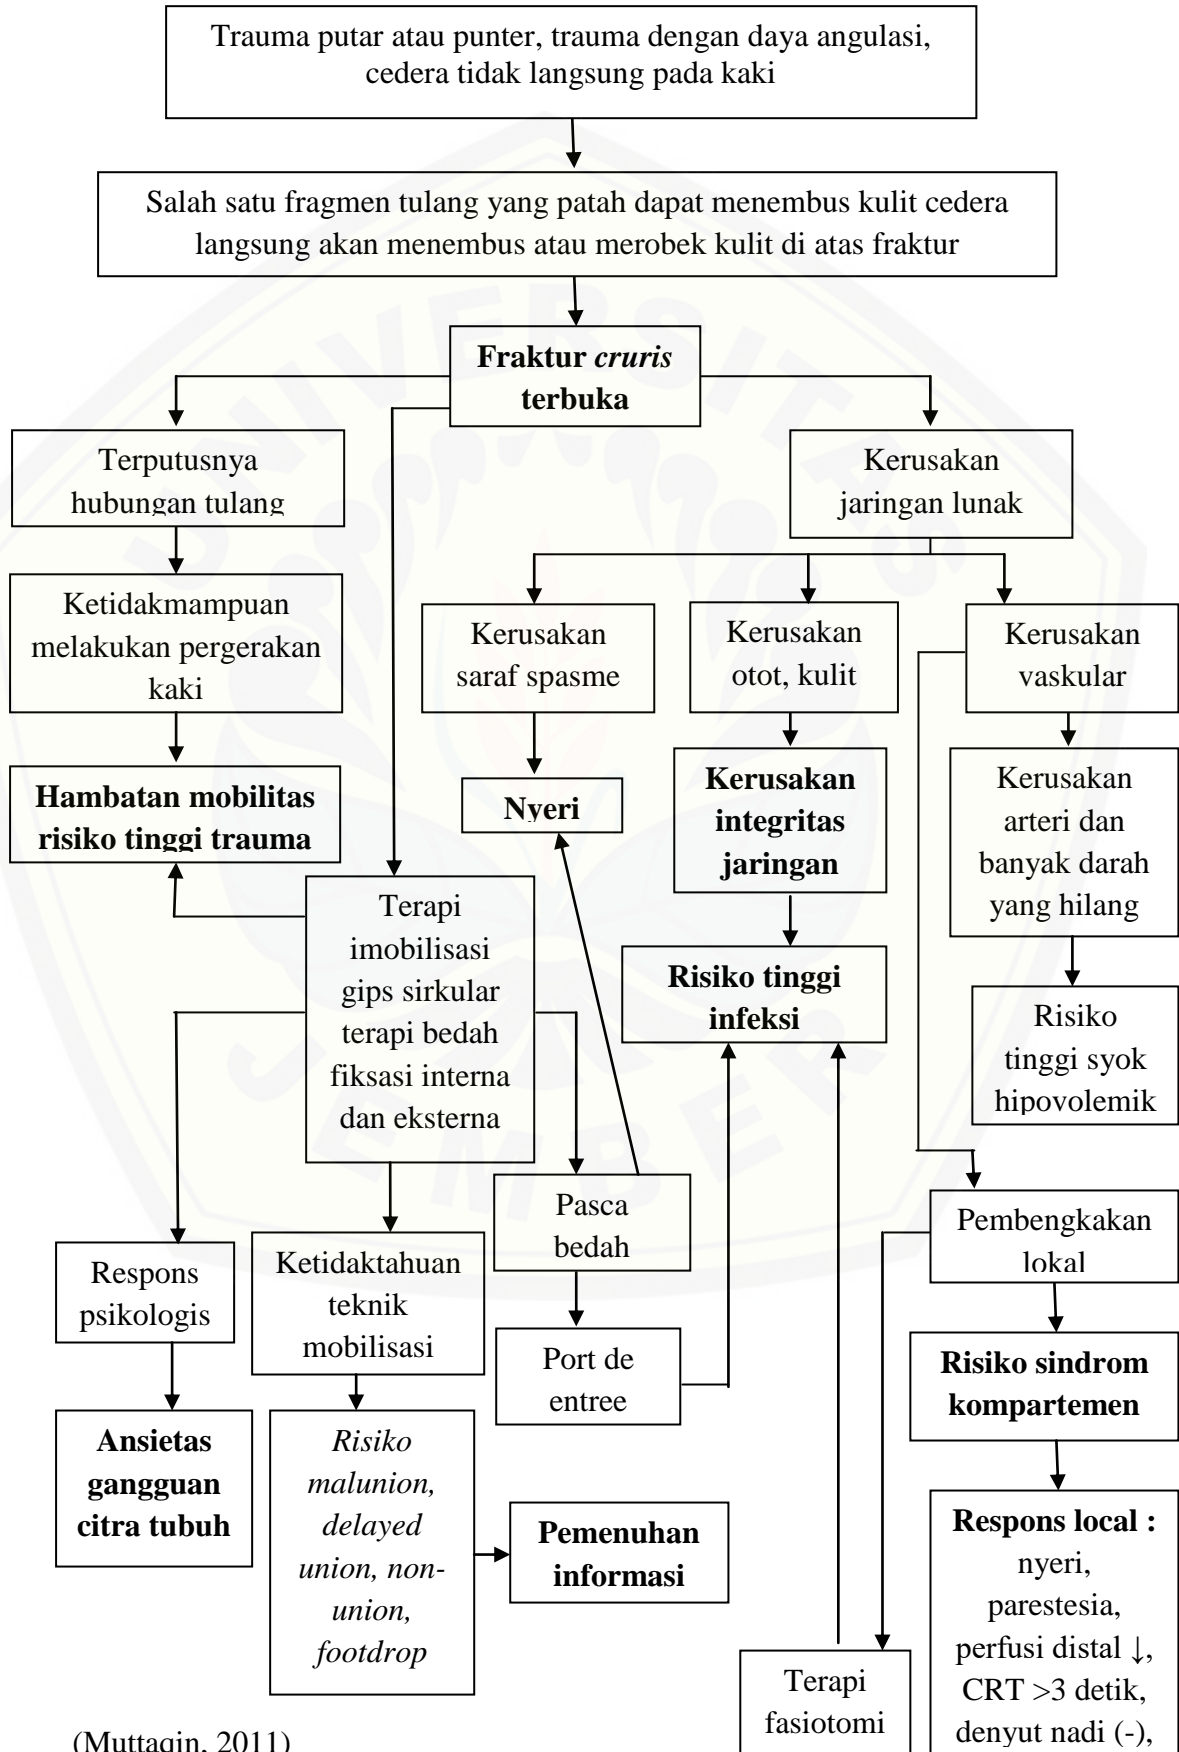 Trauma putar atau punter, trauma dengan daya angulasi,
cedera tidak langsung pada kaki
Salah satu fragmen tulang yang patah dapat menembus kulit cedera
langsung akan menembus atau merobek kulit di atas fraktur
Fraktur cruris
terbuka
Terputusnya
hubungan tulang
Kerusakan
jaringan lunak
Ketidakmampuan
melakukan pergerakan
kaki
Kerusakan
saraf spasme
Kerusakan
otot, kulit
Kerusakan
vaskular
Hambatan mobilitas
risiko tinggi trauma
Nyeri
Kerusakan
integritas
jaringan
Kerusakan
arteri dan
banyak darah
yang hilang
Terapi
imobilisasi
gips sirkular
terapi bedah
fiksasi interna
dan eksterna
Risiko tinggi
infeksi
Risiko
tinggi syok
hipovolemik
Pasca
bedah
Pembengkakan
lokal
Respons
psikologis
Ketidaktahuan
teknik
mobilisasi
Port de
entree
Risiko sindrom
kompartemen
Ansietas
gangguan
citra tubuh
Risiko
malunion,
delayed
union, non-
union,
footdrop
Pemenuhan
informasi
Respons local :
nyeri,
parestesia,
perfusi distal ↓,
CRT >3 detik,
denyut nadi (-),
Terapi
fasiotomi
(Muttaqin, 2011)
UNIVERSITAS
JEMBER